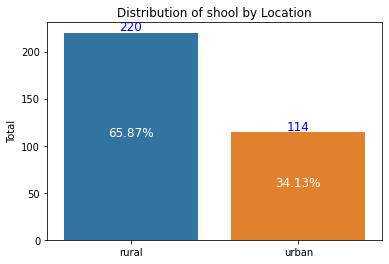 Distribution of shool by Location
220
200
150
100
50
0
Total
65.87%
114
34.13%
rural
urban